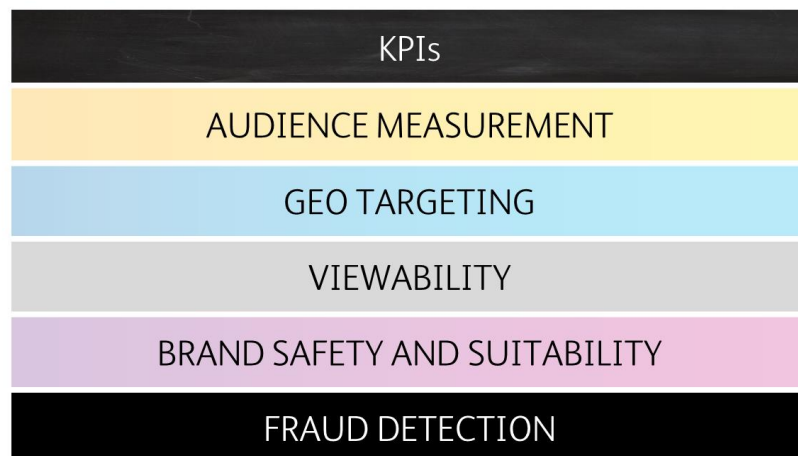 KPIs
AUDIENCE MEASUREMENT
GEO TARGETING
VIEWABILITY
BRAND SAFETY AND SUITABILITY
FRAUD DETECTION